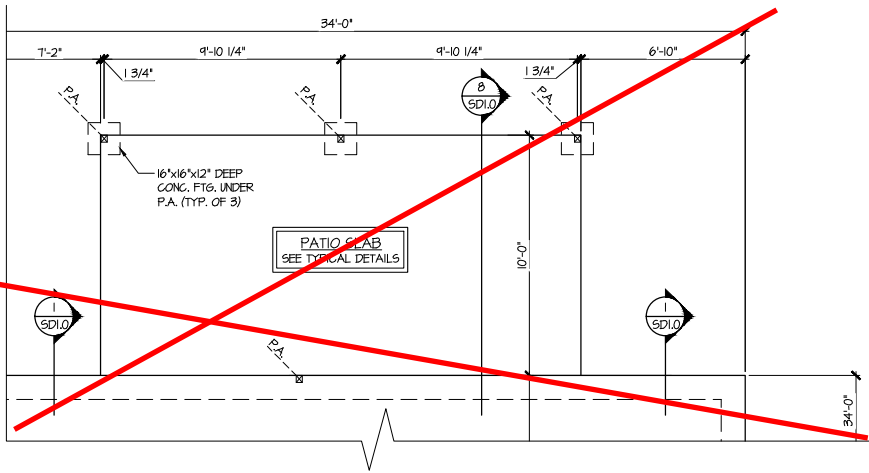 34'-0"
7'-2"
9'-10 1/4"
9'-10 1/4"
6'-10"
1 3/4"
1 3/4"
P.A.
P.A.
P.A.
8
SD1.0
16"x16"x12" DEEP
CONC. FTG. UNDER
P.A. (TYP. OF 3)
PATIO SLAB
SEE TYPICAL DETAILS
10'-0"
1
SD1.0
1
SD1.0
P.A.
34'-0"